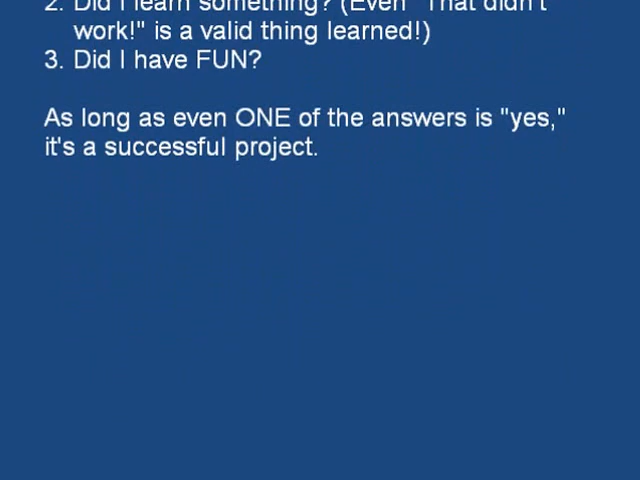 2. Did I learn something? (Even "That didn't
work!" is a valid thing learned!)
3. Did I have FUN?
As long as even ONE of the answers is "yes,"
it's a successful project.